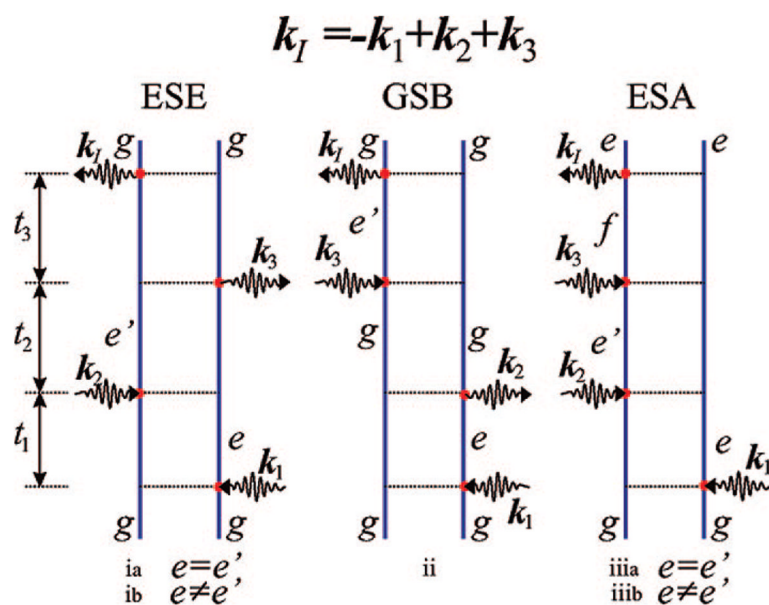 k_I =-k_1+k_2+k_3
ESE GSB ESA
k_I g g k_I g g k_I e e
t_3 e' f
k_3 k_3 k_3
t_2 e' g g e'
k_2 k_2 k_2
t_1 e e e
k_1 k_1 k_1
g g g g g g
ia e=e' ii iiia e=e'
ib e≠e' iiib e≠e'